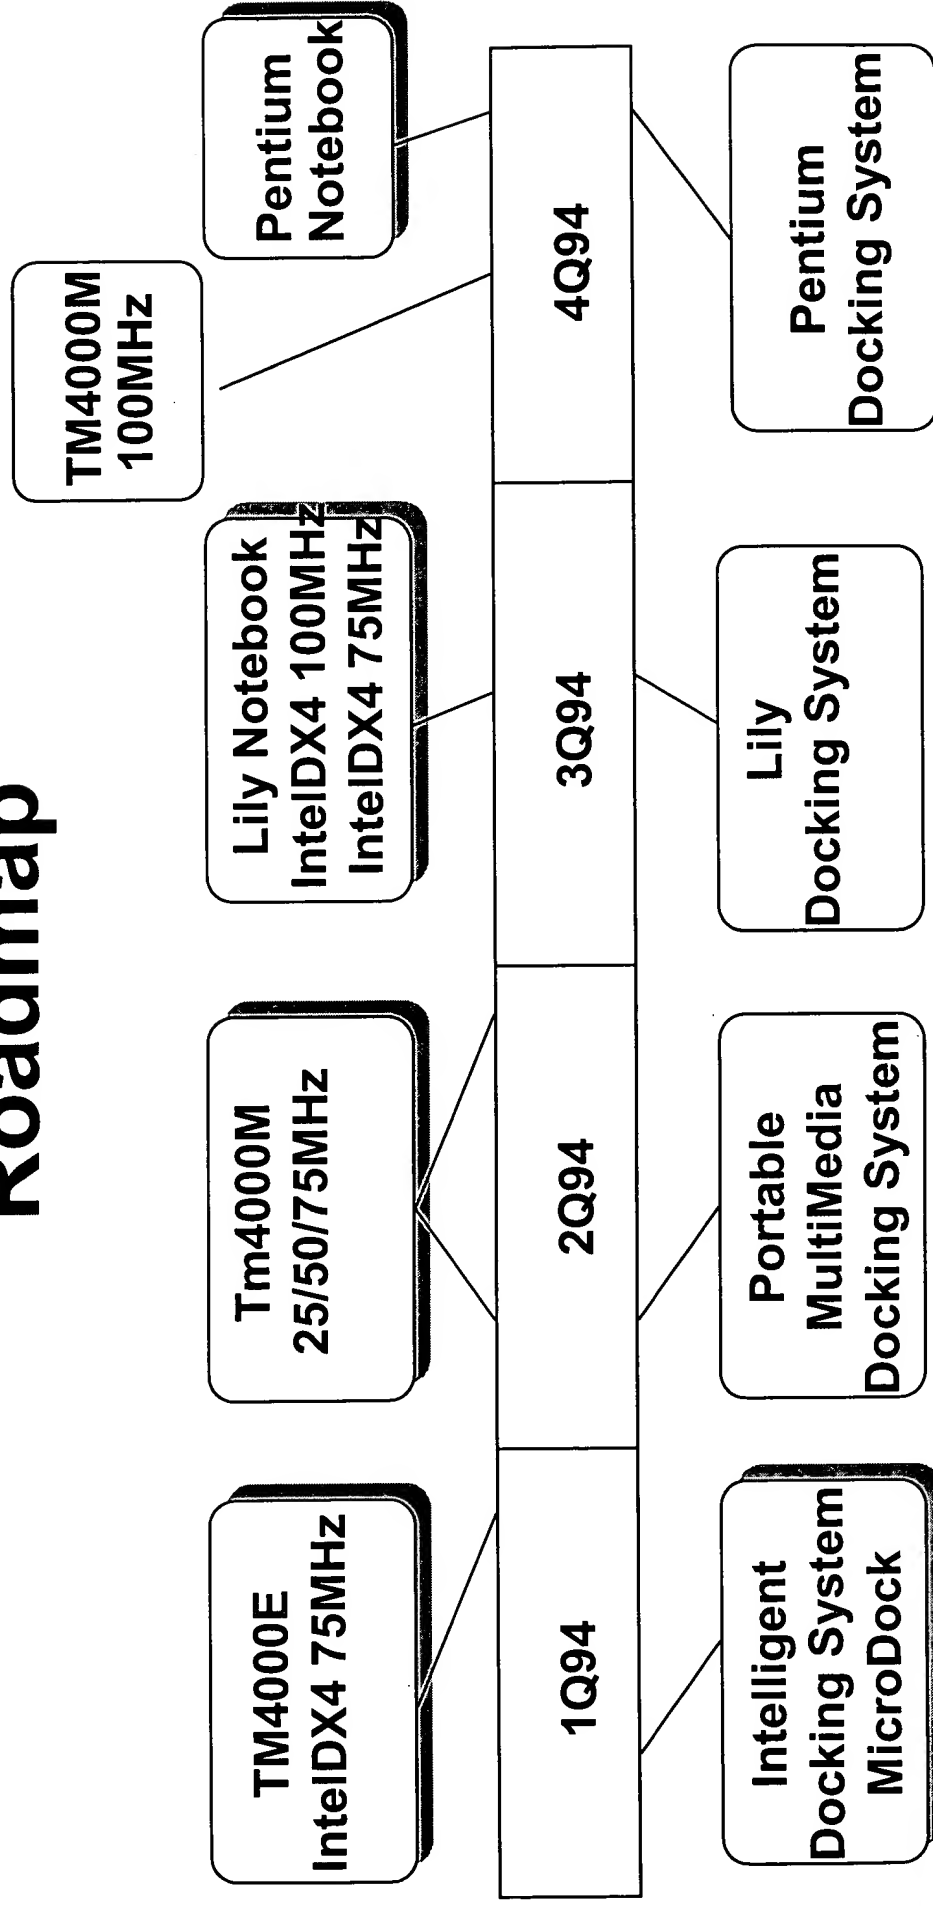 Roadmap
TM4000M
100MHz
TM4000E
IntelDX4 75MHz
Tm4000M
25/50/75MHz
Lily Notebook
IntelDX4 100MHz
IntelDX4 75MHz
Pentium
Notebook
1Q94
2Q94
3Q94
4Q94
Intelligent
Docking System
MicroDock
Portable
MultiMedia
Docking System
Lily
Docking System
Pentium
Docking System